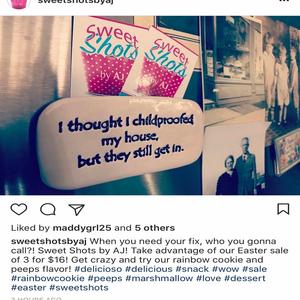 sweetshotsbyaj
Sweet
Shots
by AJ
Sweet
Shots
I thought I childproofed
my house,
but they still get in.
Liked by maddygrl25 and 5 others
sweetshotsbyaj When you need your fix, who you gonna
call?! Sweet Shots by AJ! Take advantage of our Easter sale
of 3 for $16! Get crazy and try our rainbow cookie and
peeps flavor! #delicioso #delicious #snack #wow #sale
#rainbowcookie #peeps #marshmallow #love #dessert
#easter #sweetshots